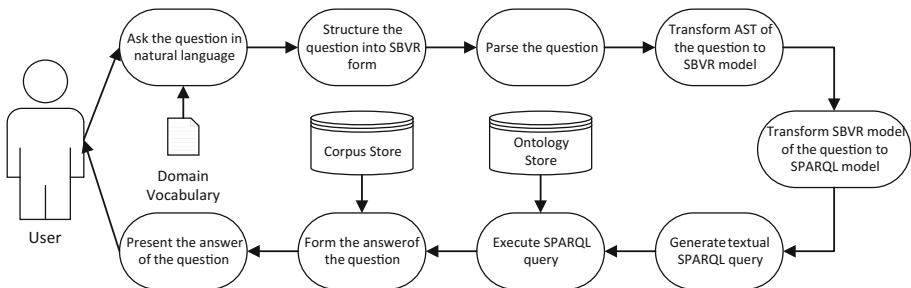 Ask the question in
natural language
Structure the
question into SBVR
form
Parse the question
Transform AST of
the question to
SBVR model
Transform SBVR model
of the question to
SPARQL model
Corpus Store
Ontology
Store
Domain
Vocabulary
User
Present the answer
of the question
Form the answerof
the question
Execute SPARQL
query
Generate textual
SPARQL query